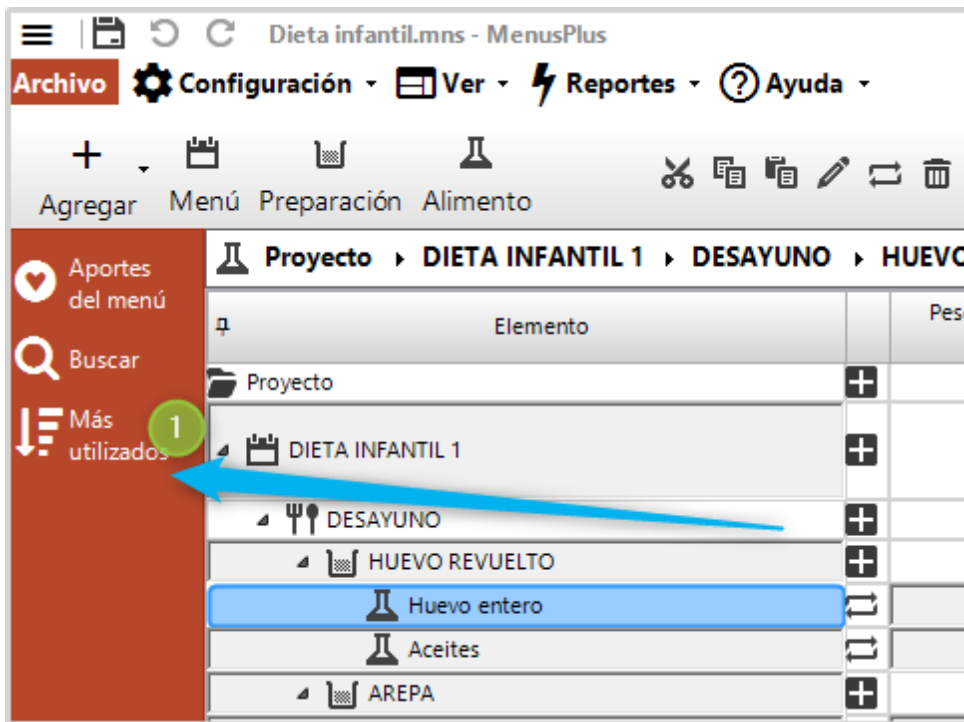 Dieta infantil.mns - MenusPlus
Archivo Configuración Ver Reportes ? Ayuda
Agregar Menú Preparación Alimento
Aportes
del menú
Buscar
Más
utilizados
1
Proyecto DIETA INFANTIL 1 DESAYUNO HUEVO
Elemento Pes
Proyecto
DIETA INFANTIL 1
DESAYUNO
HUEVO REVUELTO
Huevo entero
Aceites
AREPA